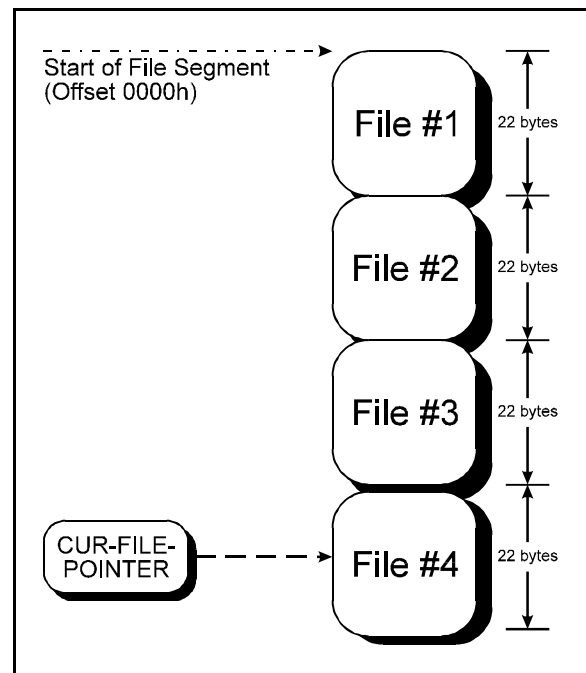 Start of File Segment
(Offset 0000h)
File #1
22 bytes
File #2
22 bytes
File #3
22 bytes
CUR-FILE-
POINTER
File #4
22 bytes